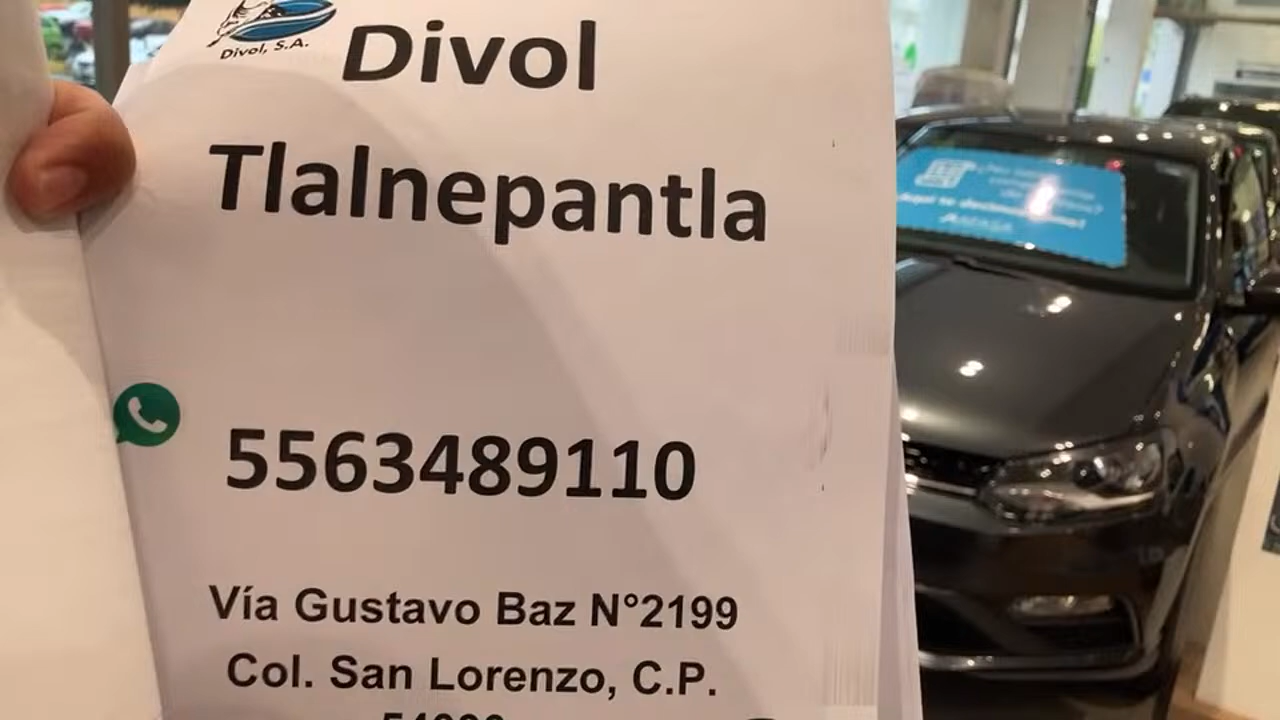 Divol, S.A.
Divol
Tlalnepantla
5563489110
Vía Gustavo Baz N°2199
Col. San Lorenzo, C.P.